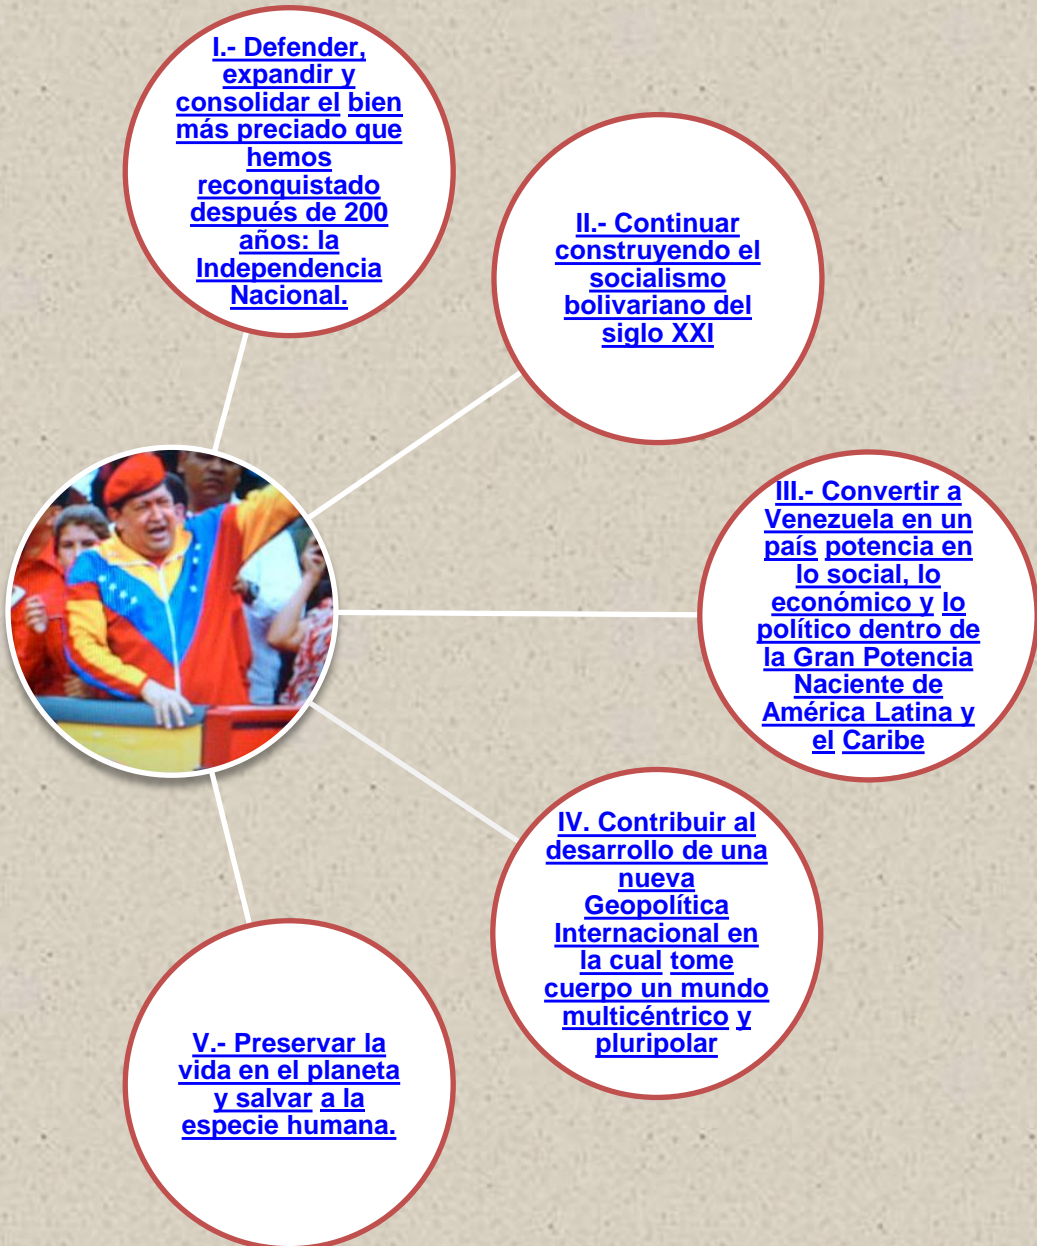 I.- Defender,
expandir y
consolidar el bien
más preciado que
hemos
reconquistado
después de 200
años: la
Independencia
Nacional.
II.- Continuar
construyendo el
socialismo
bolivariano del
siglo XXI
III.- Convertir a
Venezuela en un
país potencia en
lo social, lo
económico y lo
político dentro de
la Gran Potencia
Naciente de
América Latina y
el Caribe
IV. Contribuir al
desarrollo de una
nueva
Geopolítica
Internacional en
la cual tome
cuerpo un mundo
multicéntrico y
pluripolar
V.- Preservar la
vida en el planeta
y salvar a la
especie humana.